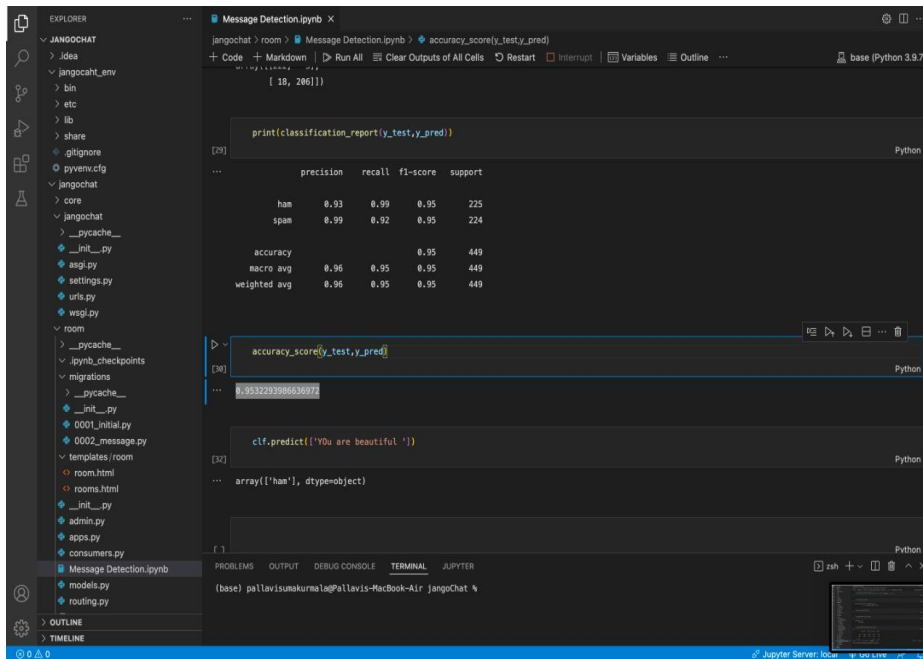 EXPLORER
JANGOCHAT
.idea
jangocaht_env
bin
etc
lib
share
.gitignore
pyvenv.cfg
jangochat
core
jangochat
__pycache__
__init__.py
asgi.py
settings.py
urls.py
wsgi.py
room
__pycache__
.ipynb_checkpoints
migrations
__pycache__
__init__.py
0001_initial.py
0002_message.py
templates/room
room.html
rooms.html
__init__.py
admin.py
apps.py
consumers.py
Message Detection.ipynb
models.py
routing.py
OUTLINE
TIMELINE
Message Detection.ipynb
jangochat > room > Message Detection.ipynb > accuracy_score(y_test,y_pred)
+ Code + Markdown Run All Clear Outputs of All Cells Restart Interrupt Variables Outline ... base (Python 3.9.7
[ 18, 206]])
print(classification_report(y_test,y_pred))
[29] Python
... precision recall f1-score support
ham 0.93 0.99 0.95 225
spam 0.99 0.92 0.95 224
accuracy 0.95 449
macro avg 0.96 0.95 0.95 449
weighted avg 0.96 0.95 0.95 449
accuracy_score(y_test,y_pred)
[30] Python
... 0.9532293986636972
clf.predict(['YOu are beautiful '])
[32] Python
... array(['ham'], dtype=object)
[ ] Python
PROBLEMS OUTPUT DEBUG CONSOLE TERMINAL JUPYTER zsh
(base) pallavisumakurmala@Pallavis-MacBook-Air jangoChat %
0 0 Jupyter Server: local Go Live